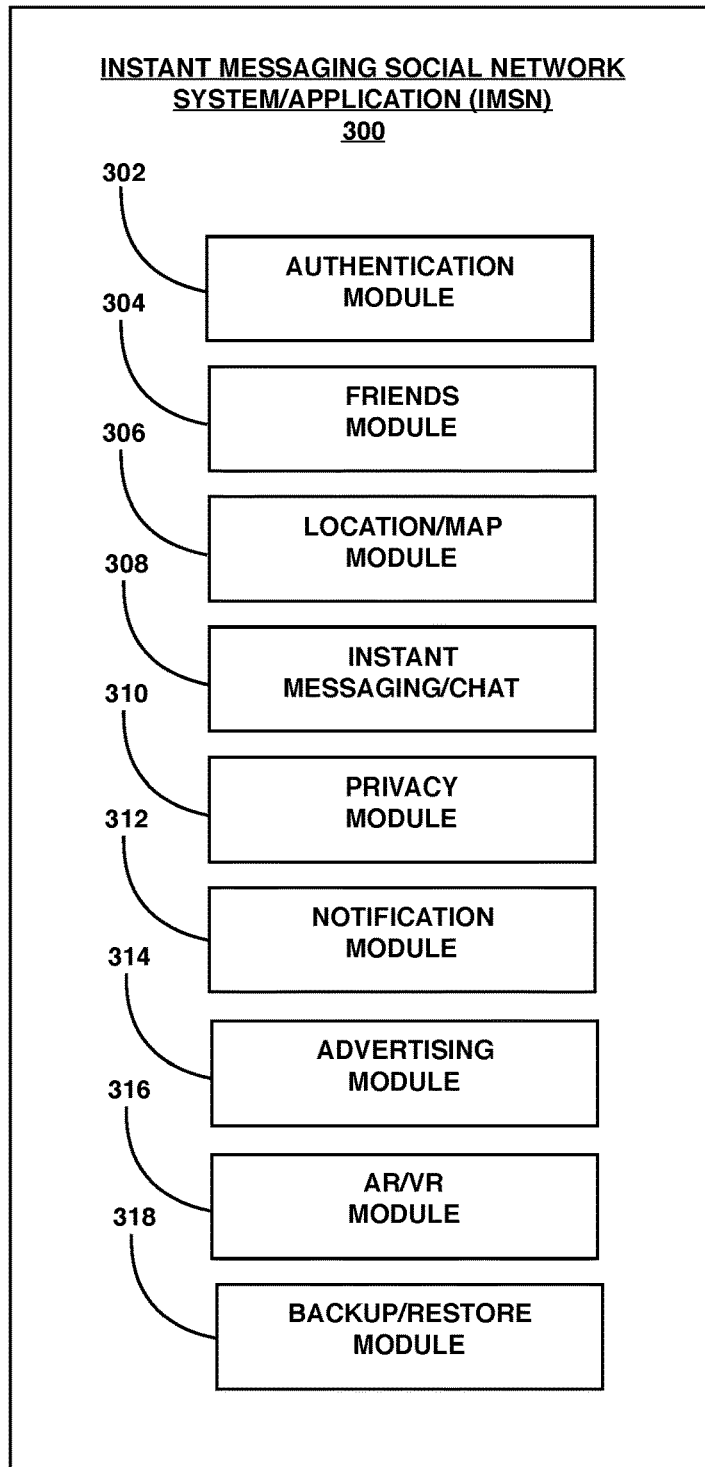 INSTANT MESSAGING SOCIAL NETWORK
SYSTEM/APPLICATION (IMSN)
300
302
AUTHENTICATION
MODULE
304
FRIENDS
MODULE
306
LOCATION/MAP
MODULE
308
INSTANT
MESSAGING/CHAT
310
PRIVACY
MODULE
312
NOTIFICATION
MODULE
314
ADVERTISING
MODULE
316
AR/VR
MODULE
318
BACKUP/RESTORE
MODULE